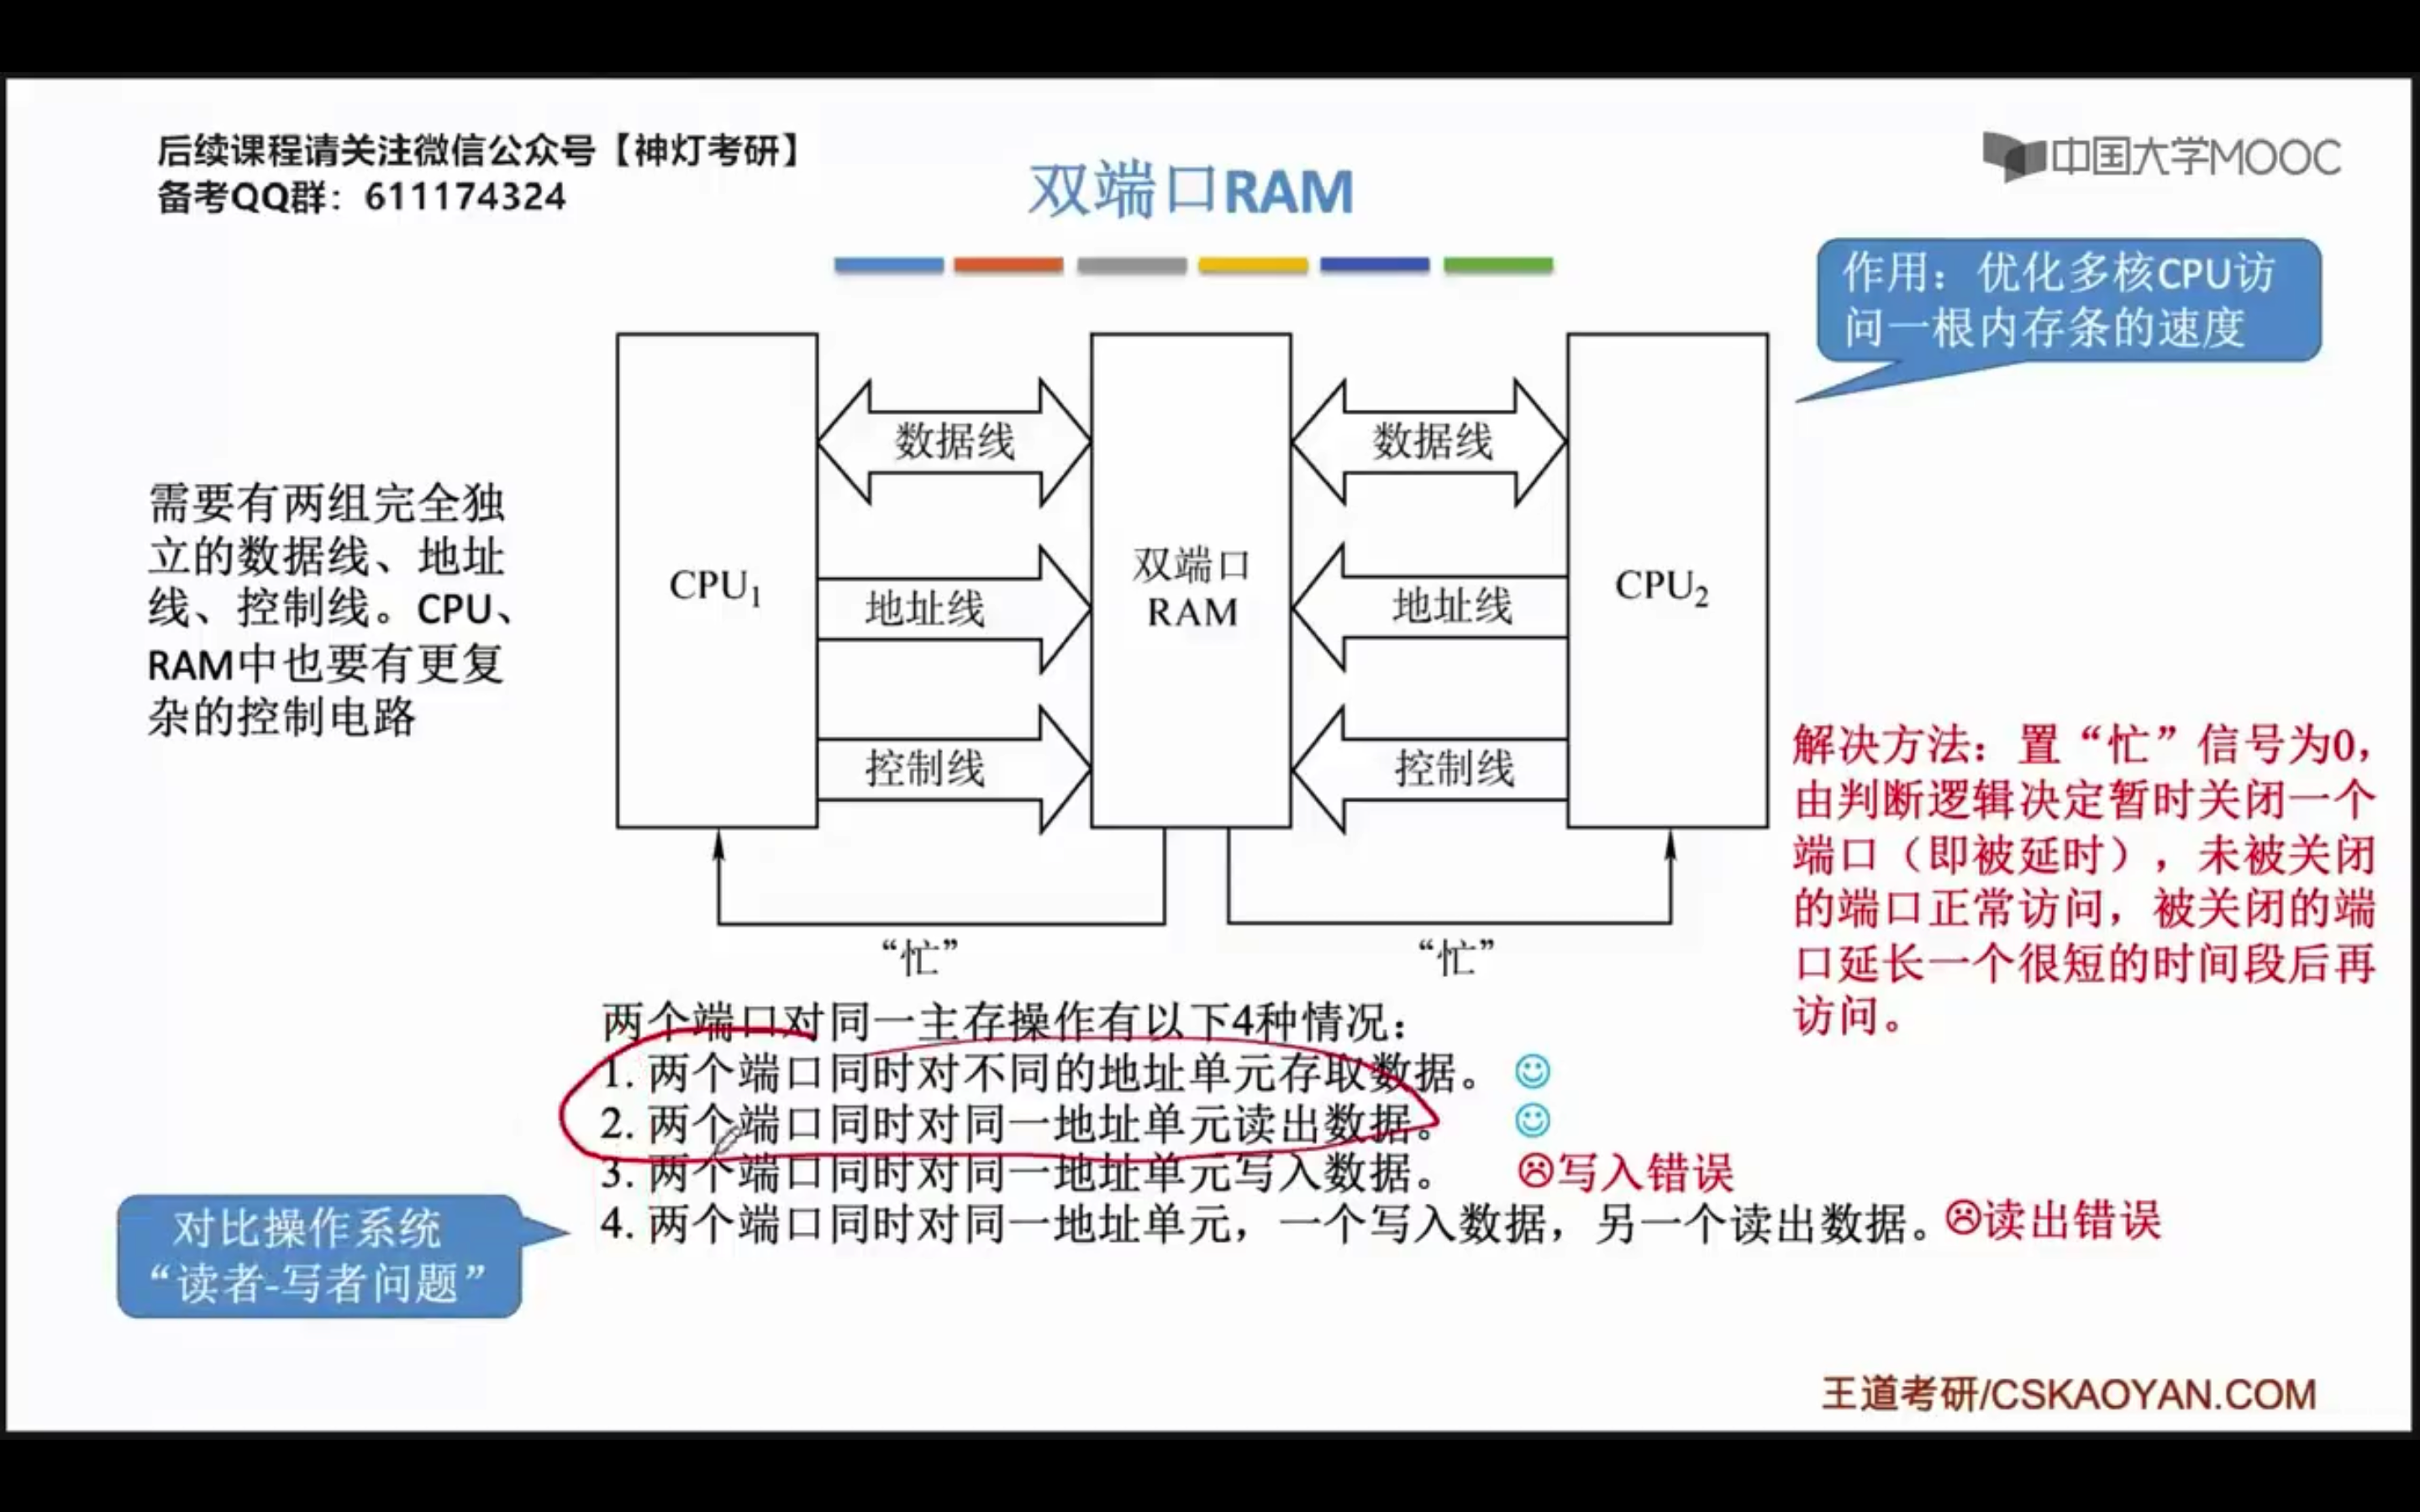 后续课程请关注微信公众号【神灯考研】
备考QQ群：611174324
中国大学MOOC
双端口RAM
作用：优化多核CPU访
问一根内存条的速度
需要有两组完全独
立的数据线、地址
线、控制线。CPU、
RAM中也要有更复
杂的控制电路
CPU1
数据线
地址线
控制线
双端口
RAM
数据线
地址线
控制线
CPU2
“忙”
“忙”
解决方法：置“忙”信号为0，
由判断逻辑决定暂时关闭一个
端口（即被延时），未被关闭
的端口正常访问，被关闭的端
口延长一个很短的时间段后再
访问。
两个端口对同一主存操作有以下4种情况：
1. 两个端口同时对不同的地址单元存取数据。
2. 两个端口同时对同一地址单元读出数据。
3. 两个端口同时对同一地址单元写入数据。 写入错误
4. 两个端口同时对同一地址单元，一个写入数据，另一个读出数据。 读出错误
对比操作系统
“读者-写者问题”
王道考研/CSKAOYAN.COM